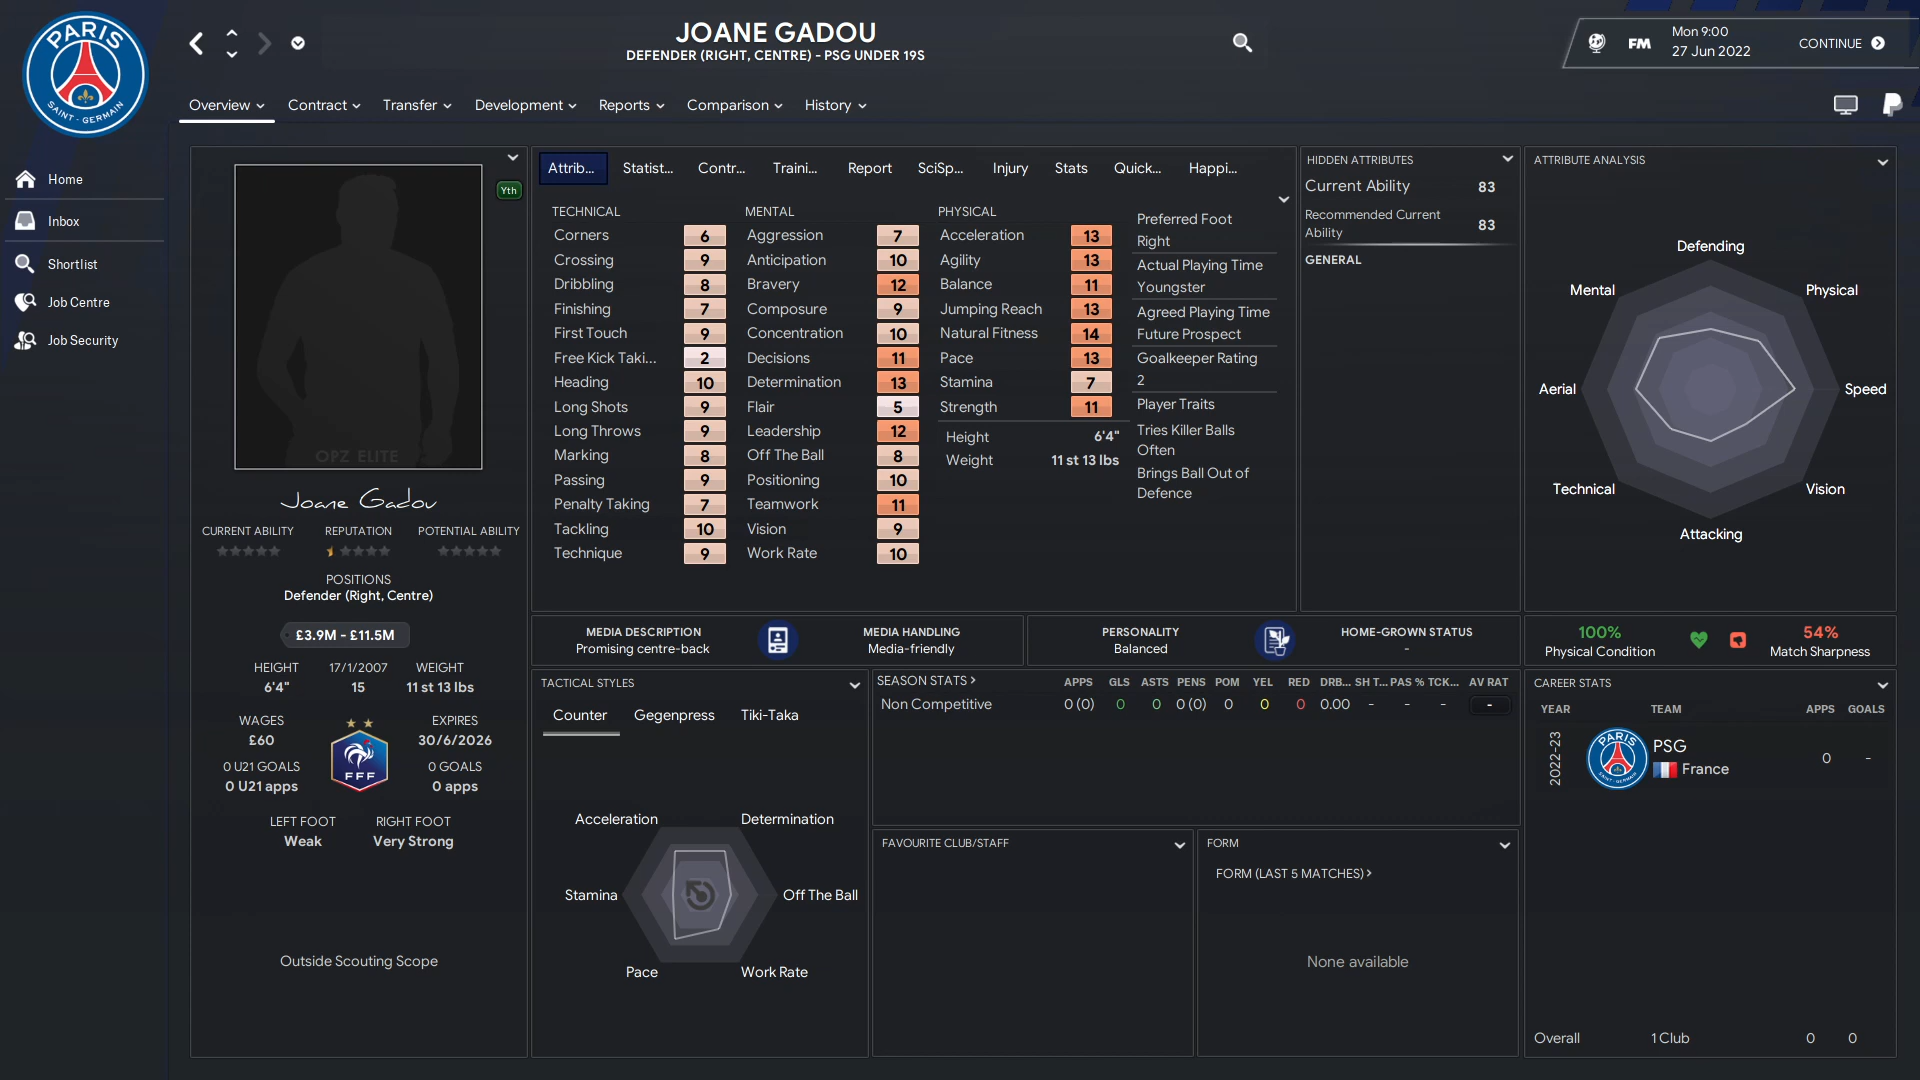 PARIS
SAINT-GERMAIN
JOANE GADOU
DEFENDER (RIGHT, CENTRE) - PSG UNDER 19S
FM
Mon 9:00
27 Jun 2022
CONTINUE
Overview
Contract
Transfer
Development
Reports
Comparison
History
Home
Inbox
Shortlist
Job Centre
Job Security
Yth
OPZ ELITE
Joane Gadou
CURRENT ABILITY
REPUTATION
POTENTIAL ABILITY
POSITIONS
Defender (Right, Centre)
£3.9M - £11.5M
HEIGHT
17/1/2007
WEIGHT
6'4"
15
11 st 13 lbs
WAGES
£60
EXPIRES
30/6/2026
FFF
0 U21 GOALS
0 U21 apps
0 GOALS
0 apps
LEFT FOOT
RIGHT FOOT
Weak
Very Strong
Outside Scouting Scope
Attrib...
Statist...
Contr...
Traini...
Report
SciSp...
Injury
Stats
Quick...
Happi...
TECHNICAL
Corners 6
Crossing 9
Dribbling 8
Finishing 7
First Touch 9
Free Kick Taki... 2
Heading 10
Long Shots 9
Long Throws 9
Marking 8
Passing 9
Penalty Taking 7
Tackling 10
Technique 9
MENTAL
Aggression 7
Anticipation 10
Bravery 12
Composure 9
Concentration 10
Decisions 11
Determination 13
Flair 5
Leadership 12
Off The Ball 8
Positioning 10
Teamwork 11
Vision 9
Work Rate 10
PHYSICAL
Acceleration 13
Agility 13
Balance 11
Jumping Reach 13
Natural Fitness 14
Pace 13
Stamina 7
Strength 11
Height 6'4"
Weight 11 st 13 lbs
Preferred Foot
Right
Actual Playing Time
Youngster
Agreed Playing Time
Future Prospect
Goalkeeper Rating
2
Player Traits
Tries Killer Balls
Often
Brings Ball Out of
Defence
HIDDEN ATTRIBUTES
Current Ability 83
Recommended Current
Ability 83
GENERAL
ATTRIBUTE ANALYSIS
Defending
Mental
Physical
Aerial
Speed
Technical
Vision
Attacking
MEDIA DESCRIPTION
Promising centre-back
MEDIA HANDLING
Media-friendly
PERSONALITY
Balanced
HOME-GROWN STATUS
-
100%
Physical Condition
54%
Match Sharpness
TACTICAL STYLES
Counter
Gegenpress
Tiki-Taka
Acceleration
Determination
Stamina
Off The Ball
Pace
Work Rate
SEASON STATS APPS GLS ASTS PENS POM YEL RED DRB... SH T... PAS % TCK... AV RAT
Non Competitive 0 (0) 0 0 0 (0) 0 0 0 0.00 - - - -
FAVOURITE CLUB/STAFF
FORM
FORM (LAST 5 MATCHES)
None available
CAREER STATS
YEAR TEAM APPS GOALS
2022-23
PARIS
SAINT-GERMAIN
PSG
France
0 -
Overall 1 Club 0 0